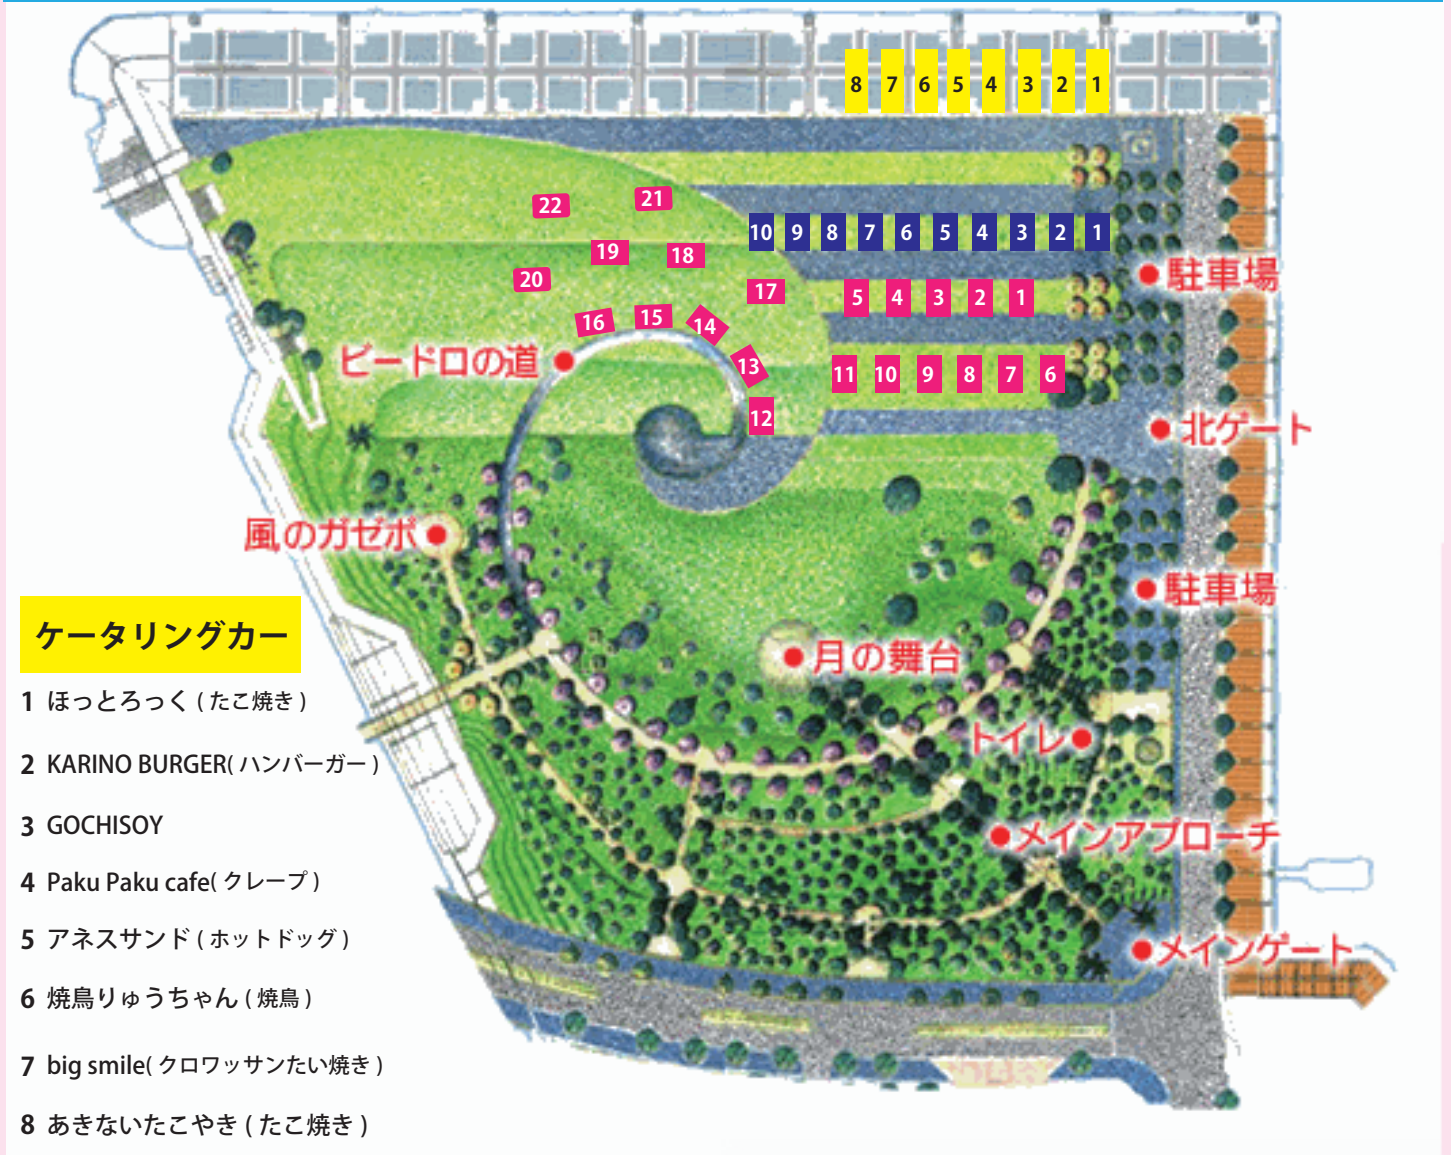 8 7 6 5 4 3 2 1
22 21
10 9 8 7 6 5 4 3 2 1
19 18
20
17
5 4 3 2 1
駐車場
16 15 14
ビードロの道
13
11 10 9 8 7 6
12
北ゲート
風のガゼボ
駐車場
月の舞台
トイレ
メインアプローチ
メインゲート
ケータリングカー
1 ほっとろっく ( たこ焼き )
2 KARINO BURGER( ハンバーガー )
3 GOCHISOY
4 Paku Paku cafe( クレープ )
5 アネスサンド ( ホットドッグ )
6 焼鳥りゅうちゃん ( 焼鳥 )
7 big smile( クロワッサンたい焼き )
8 あきないたこやき ( たこ焼き )